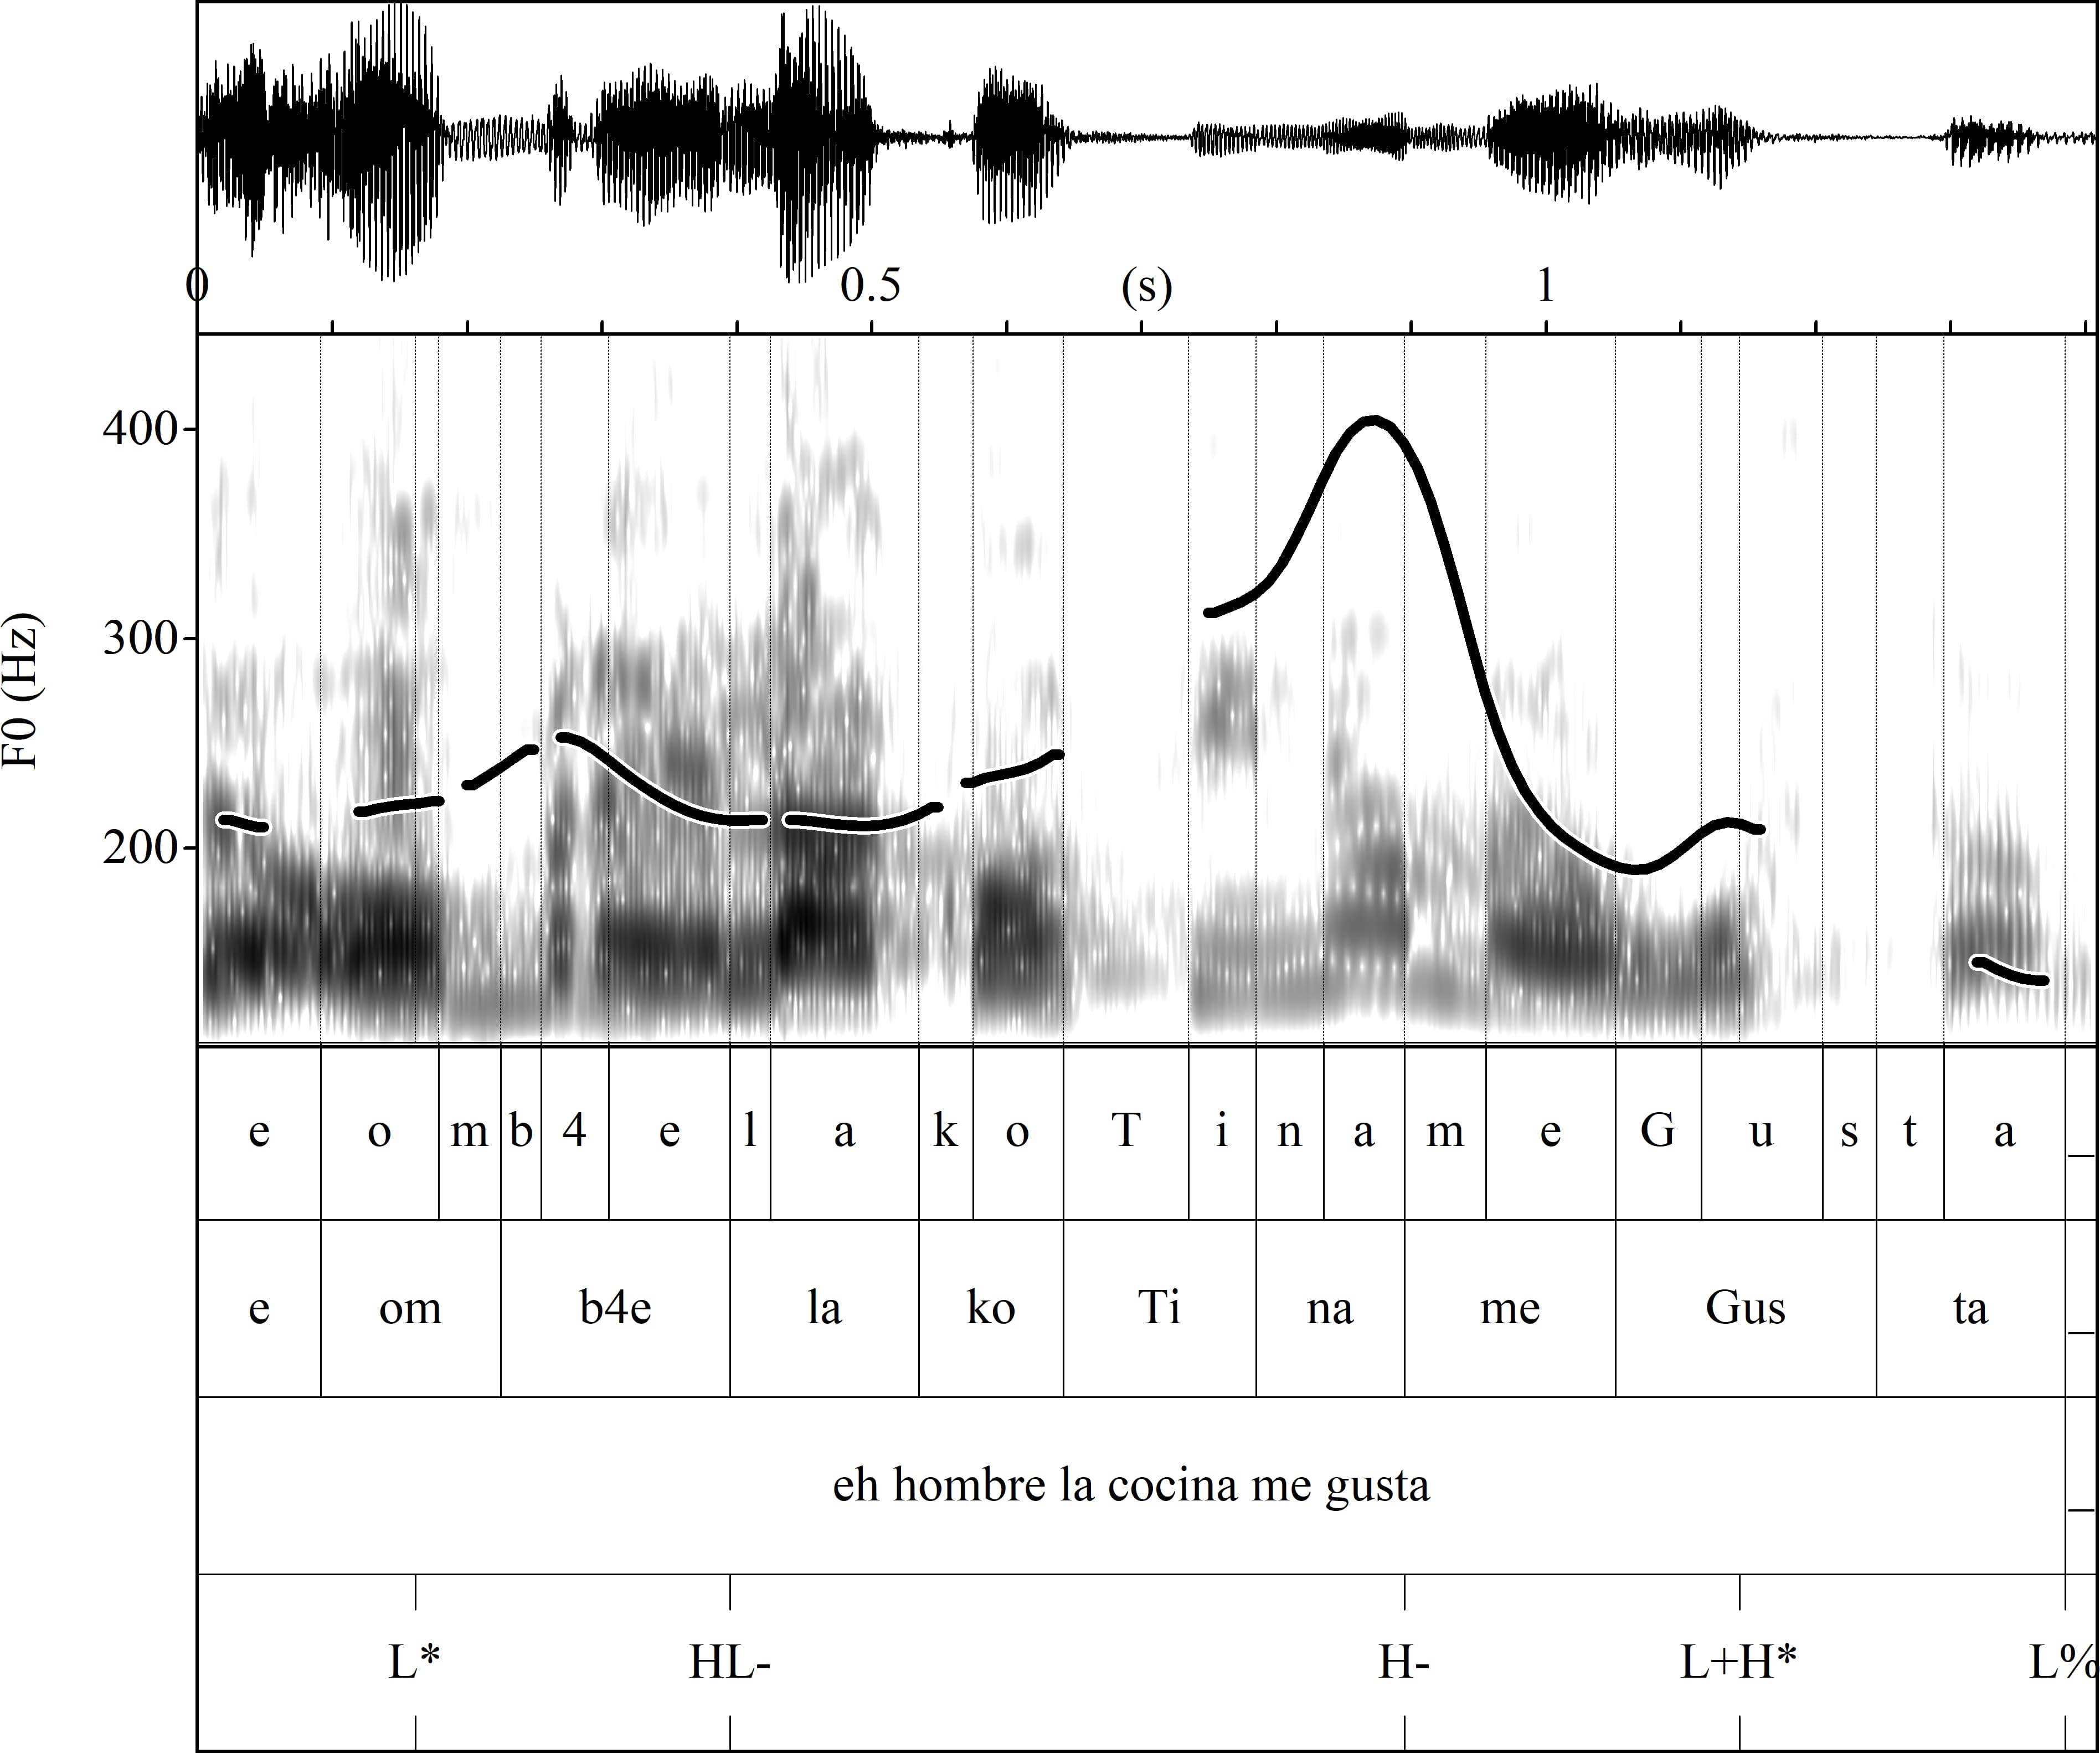 0 0.5 (s) 1
400
300
200
F0 (Hz)
e o m b 4 e l a k o T i n a m e G u s t a
e om b4e la ko Ti na me Gus ta
eh hombre la cocina me gusta
L* HL- H- L+H* L%